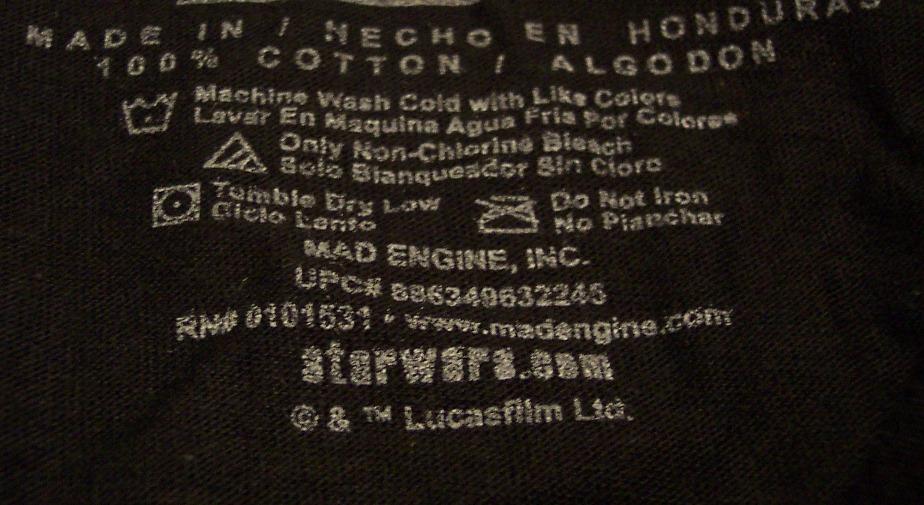 MADE IN / HECHO EN HONDURAS
100% COTTON / ALGODON
Machine Wash Cold with Like Colors
Lavar En Maquina Agua Fria Por Colores
Only Non-Chlorine Bleach
Solo Blanqueador Sin Cloro
Tumble Dry Low
Ciclo Lento
Do Not Iron
No Planchar
MAD ENGINE, INC.
UPC# 886349632245
RN# 0101531 • www.madengine.com
starwars.com
© & ™ Lucasfilm Ltd.